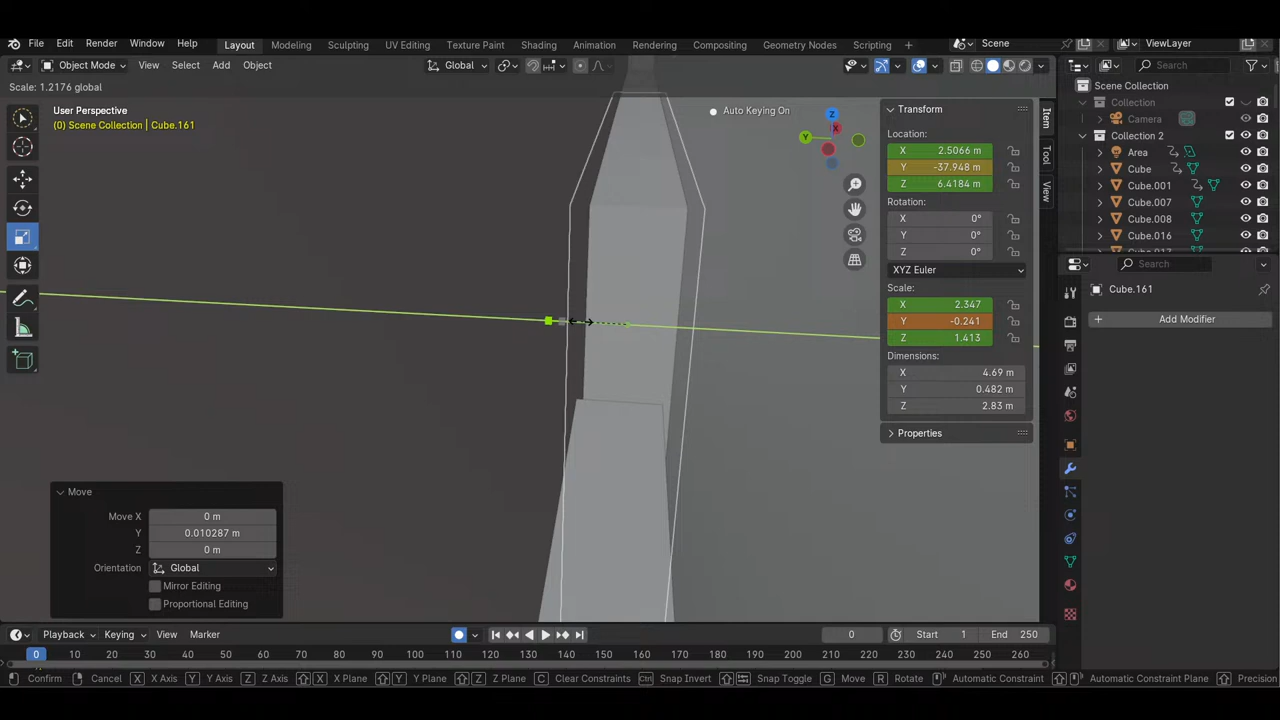 File Edit Render Window Help Layout Modeling Sculpting UV Editing Texture Paint Shading Animation Rendering Compositing Geometry Nodes Scripting + Scene ViewLayer
Object Mode View Select Add Object Global Search
Scale: 1.2176 global
User Perspective
(0) Scene Collection | Cube.161
Auto Keying On
Z
Y
X
Transform
Location:
X 2.5066 m
Y -37.948 m
Z 6.4184 m
Rotation:
X 0°
Y 0°
Z 0°
XYZ Euler
Scale:
X 2.347
Y -0.241
Z 1.413
Dimensions:
X 4.69 m
Y 0.482 m
Z 2.83 m
Properties
Item
Tool
View
Scene Collection
Collection
Camera
Collection 2
Area
Cube
Cube.001
Cube.007
Cube.008
Cube.016
Search
Cube.161
+ Add Modifier
Move
Move X 0 m
Y 0.010287 m
Z 0 m
Orientation Global
Mirror Editing
Proportional Editing
Playback Keying View Marker 0 Start 1 End 250
0 10 20 30 40 50 60 70 80 90 100 110 120 130 140 150 160 170 180 190 200 210 220 230 240 250 260
Confirm Cancel X X Axis Y Y Axis Z Z Axis X X Plane Y Y Plane Z Z Plane C Clear Constraints Ctrl Snap Invert Snap Toggle G Move R Rotate Automatic Constraint Automatic Constraint Plane Precision